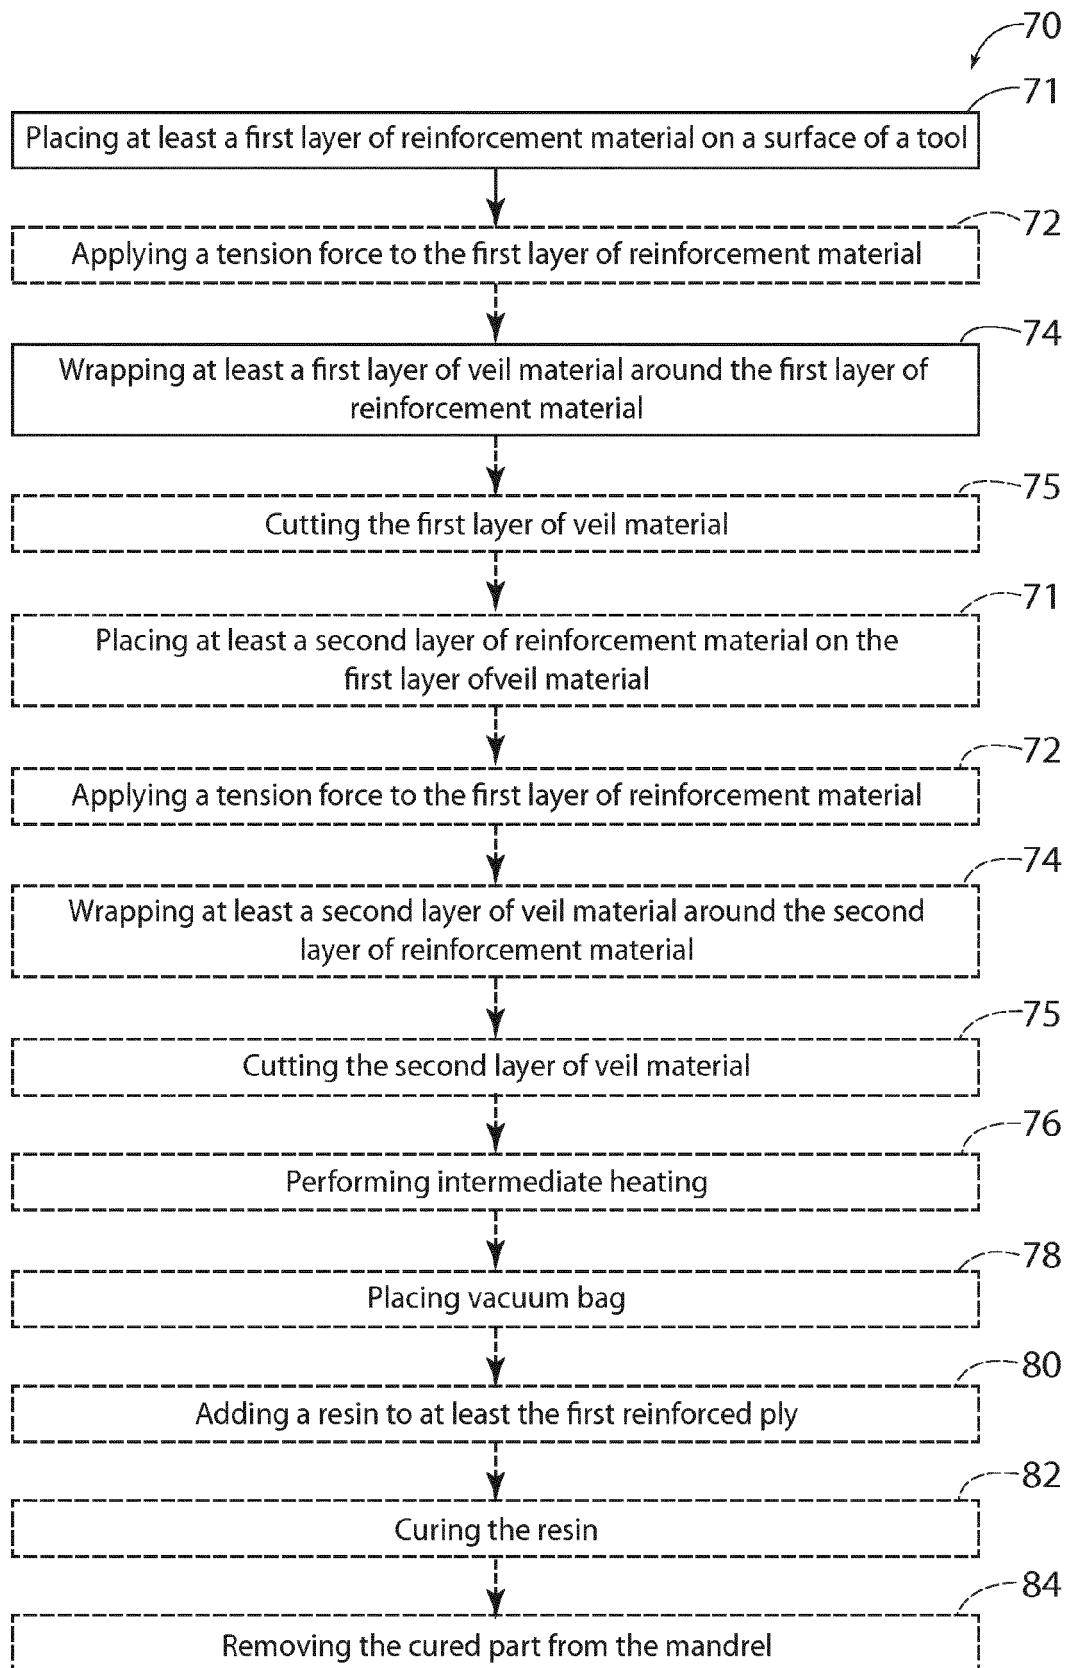 70
71
Placing at least a first layer of reinforcement material on a surface of a tool
72
Applying a tension force to the first layer of reinforcement material
74
Wrapping at least a first layer of veil material around the first layer of
reinforcement material
75
Cutting the first layer of veil material
71
Placing at least a second layer of reinforcement material on the
first layer ofveil material
72
Applying a tension force to the first layer of reinforcement material
74
Wrapping at least a second layer of veil material around the second
layer of reinforcement material
75
Cutting the second layer of veil material
76
Performing intermediate heating
78
Placing vacuum bag
80
Adding a resin to at least the first reinforced ply
82
Curing the resin
84
Removing the cured part from the mandrel